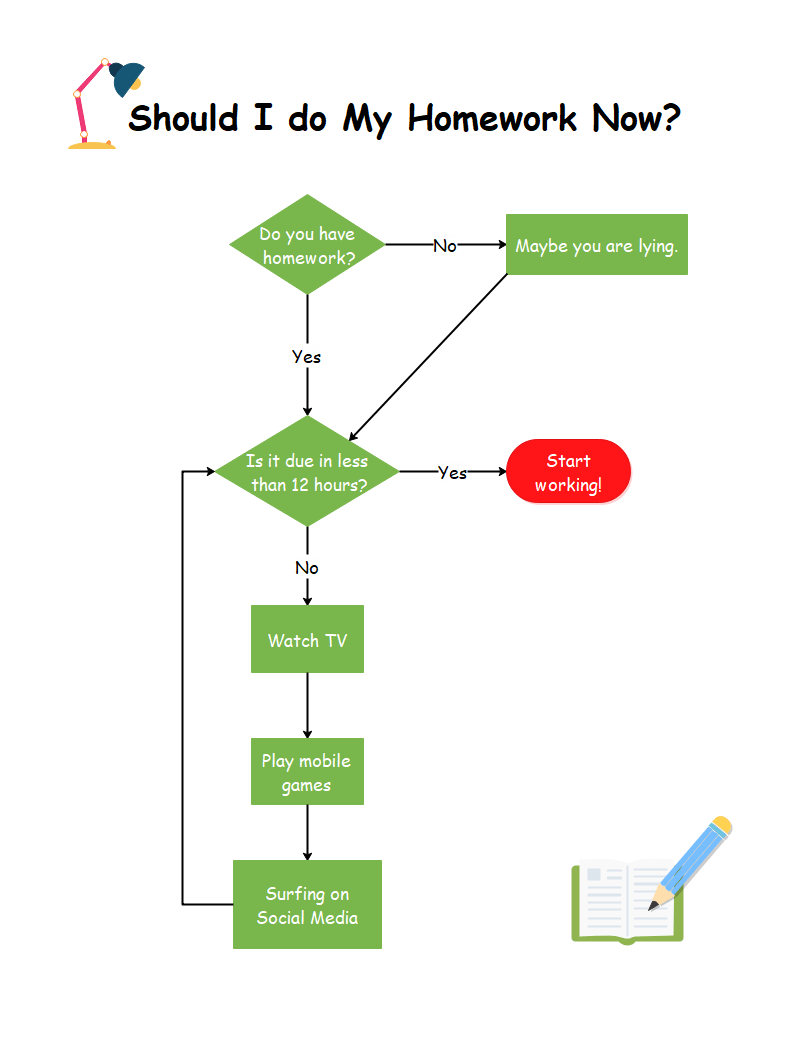 Should I do My Homework Now?
Do you have
homework?
No
Maybe you are lying.
Yes
Is it due in less
than 12 hours?
Yes
Start
working!
No
Watch TV
Play mobile
games
Surfing on
Social Media